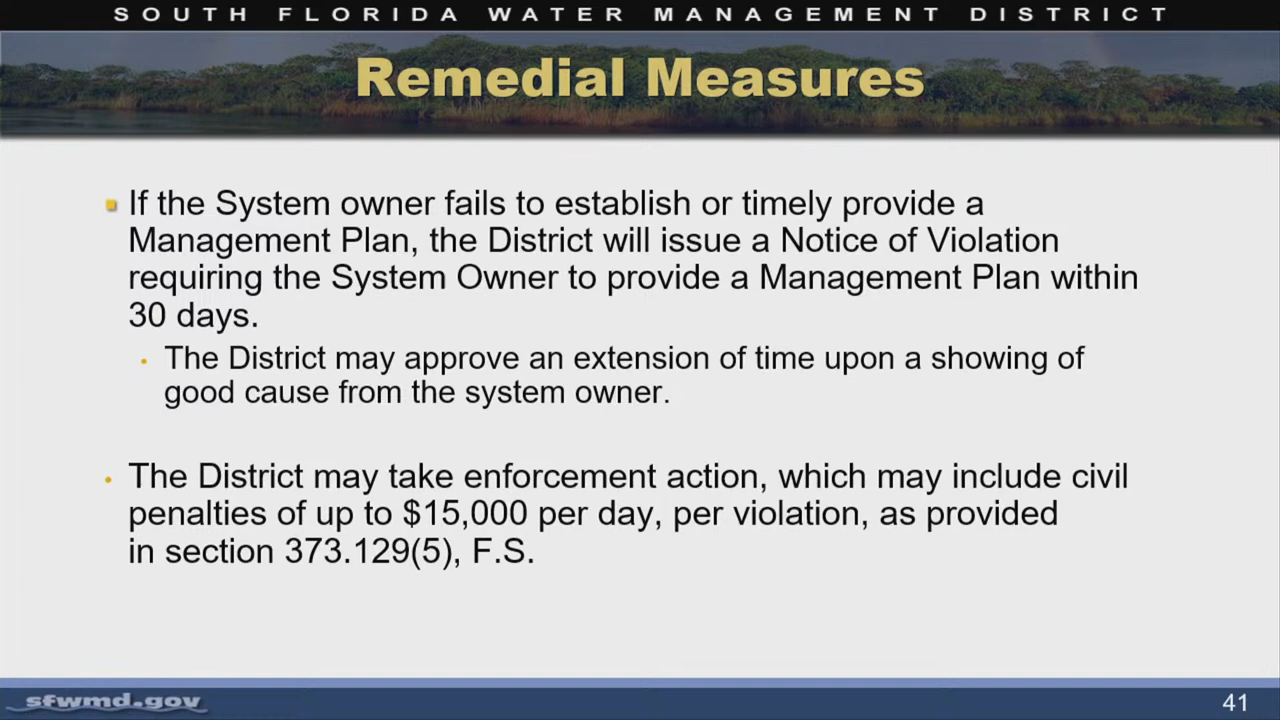 SOUTH FLORIDA WATER MANAGEMENT DISTRICT
Remedial Measures
If the System owner fails to establish or timely provide a
Management Plan, the District will issue a Notice of Violation
requiring the System Owner to provide a Management Plan within
30 days.
The District may approve an extension of time upon a showing of
good cause from the system owner.
The District may take enforcement action, which may include civil
penalties of up to $15,000 per day, per violation, as provided
in section 373.129(5), F.S.
sfwmd.gov
41